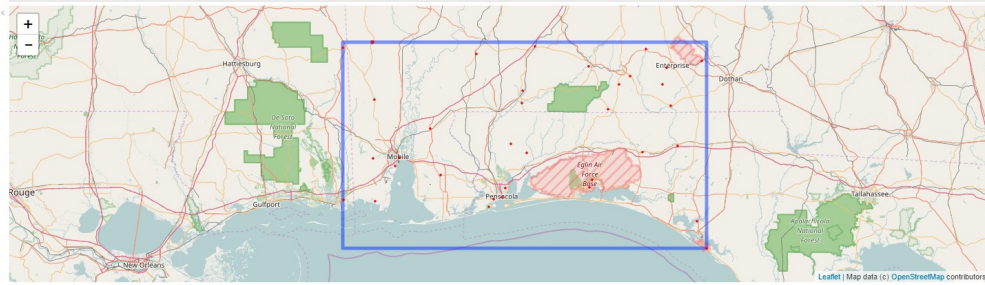 +
−
Hattiesburg
Enterprise
Dothan
De Soto
National
Forest
Mobile
Eglin Air
Force
Base
Rouge
Gulfport
Pensacola
Tallahassee
Apalachicola
National
Forest
New Orleans
Leaflet | Map data (c) OpenStreetMap contributors